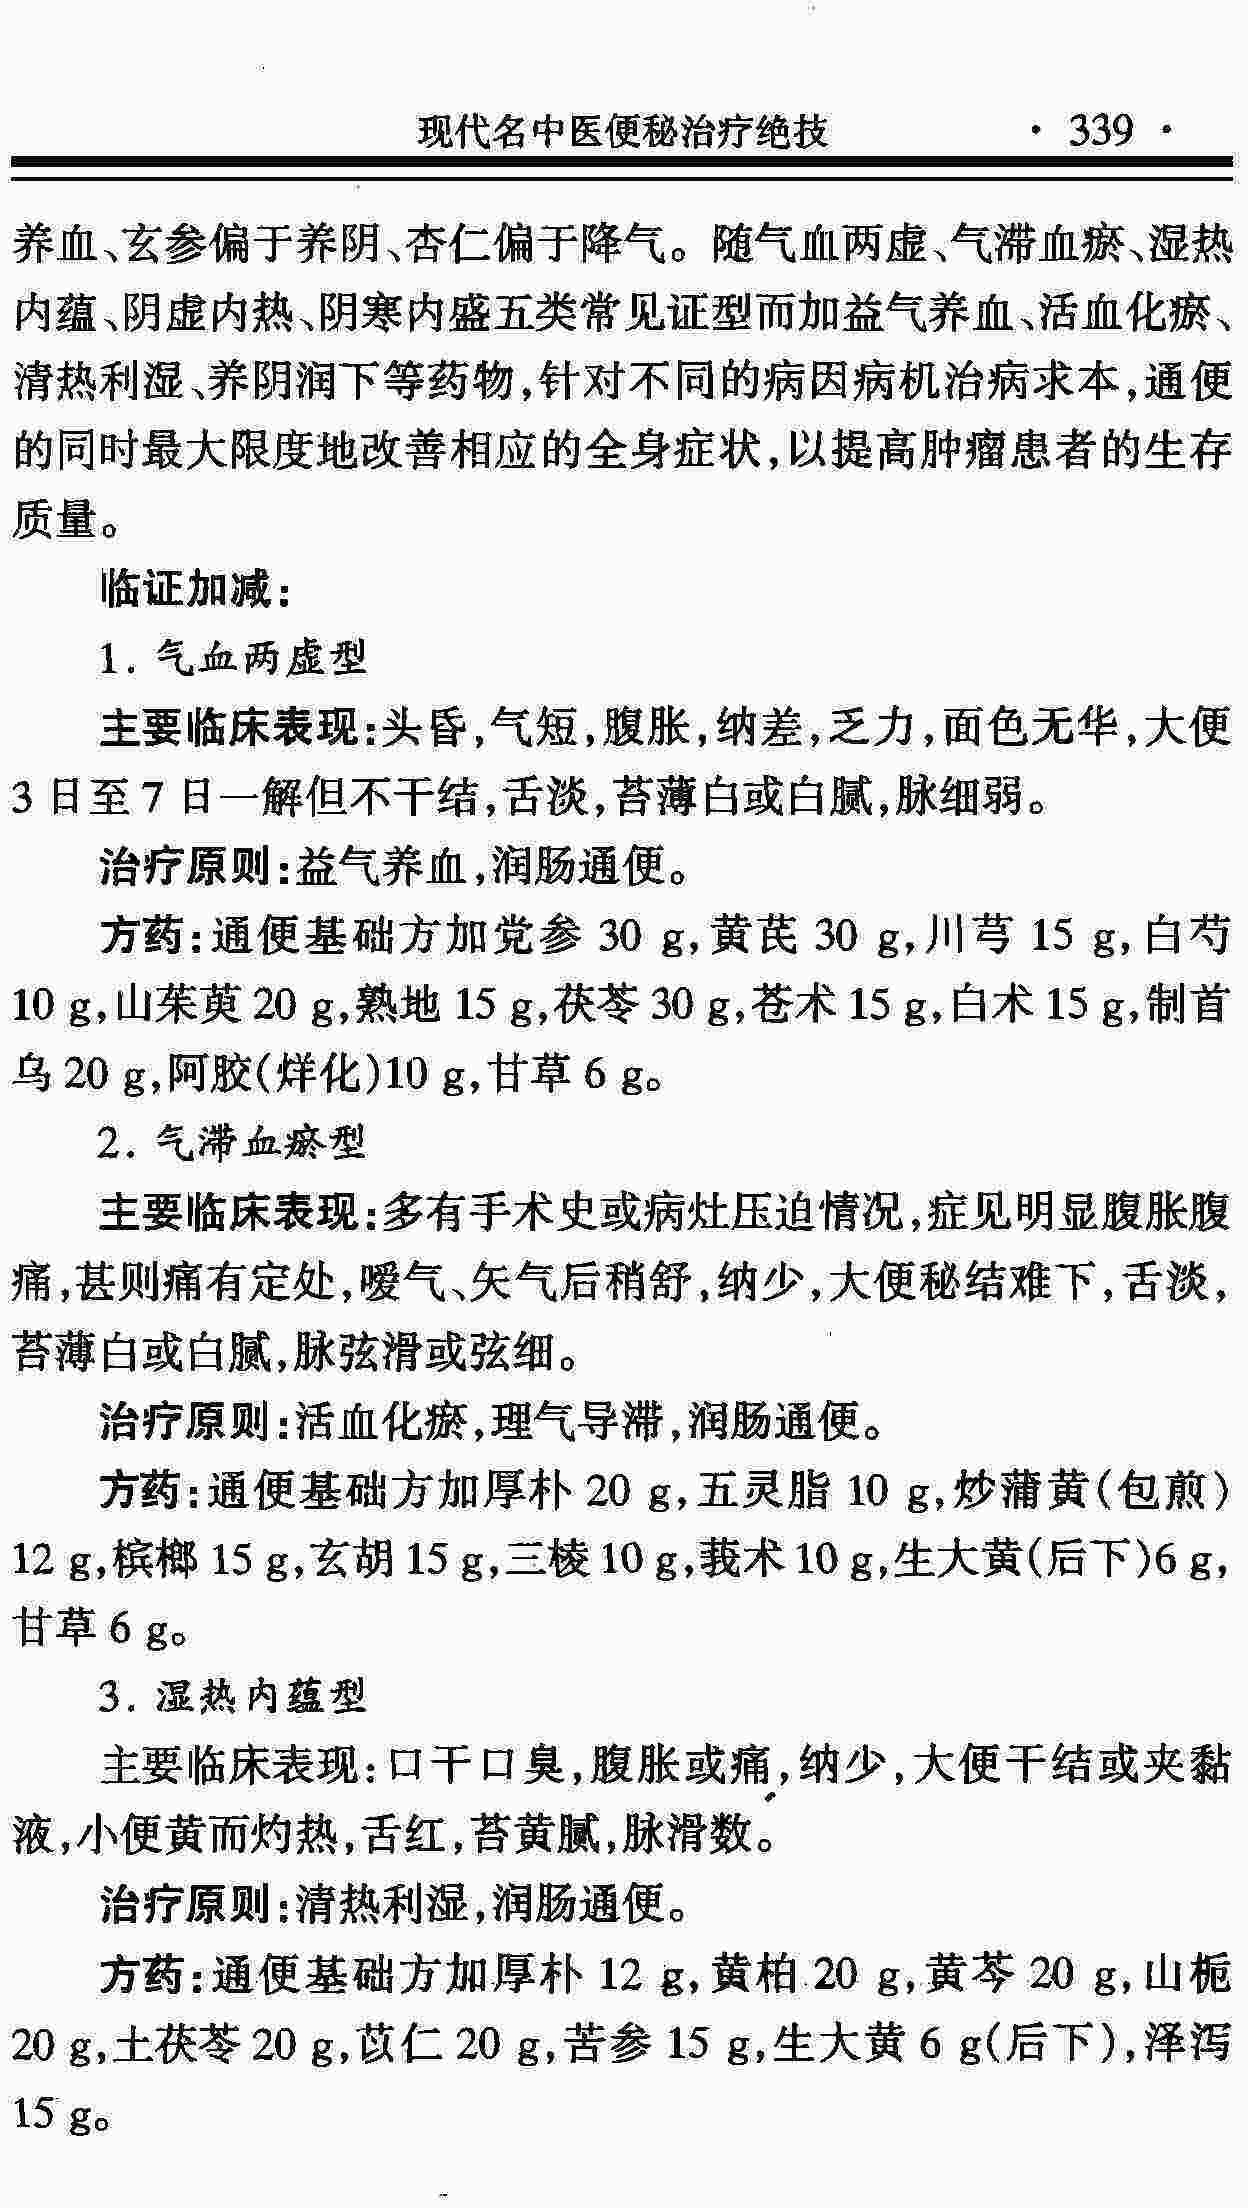 现代名中医便秘治疗绝技 · 339 ·
养血、玄参偏于养阴、杏仁偏于降气。随气血两虚、气滞血瘀、湿热
内蕴、阴虚内热、阴寒内盛五类常见证型而加益气养血、活血化瘀、
清热利湿、养阴润下等药物,针对不同的病因病机治病求本,通便
的同时最大限度地改善相应的全身症状,以提高肿瘤患者的生存
质量。
临证加减:
1. 气血两虚型
主要临床表现:头昏,气短,腹胀,纳差,乏力,面色无华,大便
3 日至 7 日一解但不干结,舌淡,苔薄白或白腻,脉细弱。
治疗原则:益气养血,润肠通便。
方药:通便基础方加党参 30 g,黄芪 30 g,川芎 15 g,白芍
10 g,山茱萸 20 g,熟地 15 g,茯苓 30 g,苍术 15 g,白术 15 g,制首
乌 20 g,阿胶(烊化)10 g,甘草 6 g。
2. 气滞血瘀型
主要临床表现:多有手术史或病灶压迫情况,症见明显腹胀腹
痛,甚则痛有定处,嗳气、矢气后稍舒,纳少,大便秘结难下,舌淡,
苔薄白或白腻,脉弦滑或弦细。
治疗原则:活血化瘀,理气导滞,润肠通便。
方药:通便基础方加厚朴 20 g,五灵脂 10 g,炒蒲黄(包煎)
12 g,槟榔 15 g,玄胡 15 g,三棱 10 g,莪术 10 g,生大黄(后下)6 g,
甘草 6 g。
3. 湿热内蕴型
主要临床表现:口干口臭,腹胀或痛,纳少,大便干结或夹黏
液,小便黄而灼热,舌红,苔黄腻,脉滑数。
治疗原则:清热利湿,润肠通便。
方药:通便基础方加厚朴 12 g,黄柏 20 g,黄芩 20 g,山栀
20 g,土茯苓 20 g,苡仁 20 g,苦参 15 g,生大黄 6 g(后下),泽泻
15 g。